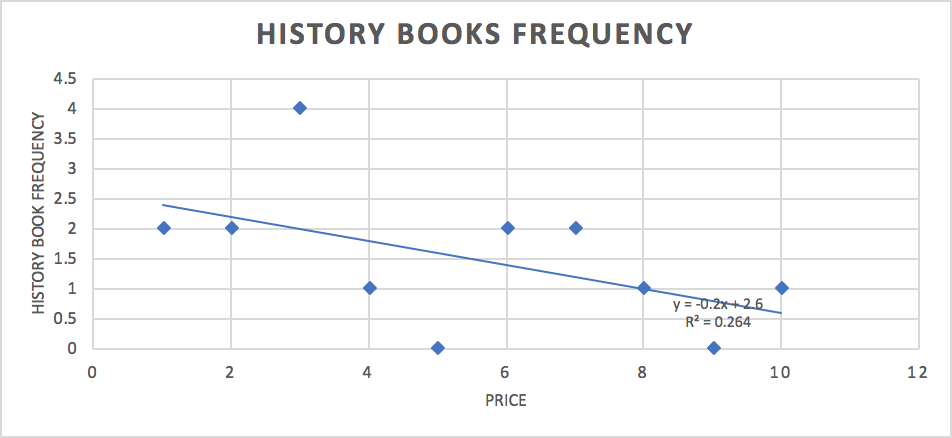 HISTORY BOOKS FREQUENCY
HISTORY BOOK FREQUENCY
4.5
4
3.5
3
2.5
2
1.5
1
0.5
0
y = -0.2x + 2.6
R² = 0.264
0 2 4 6 8 10 12
PRICE